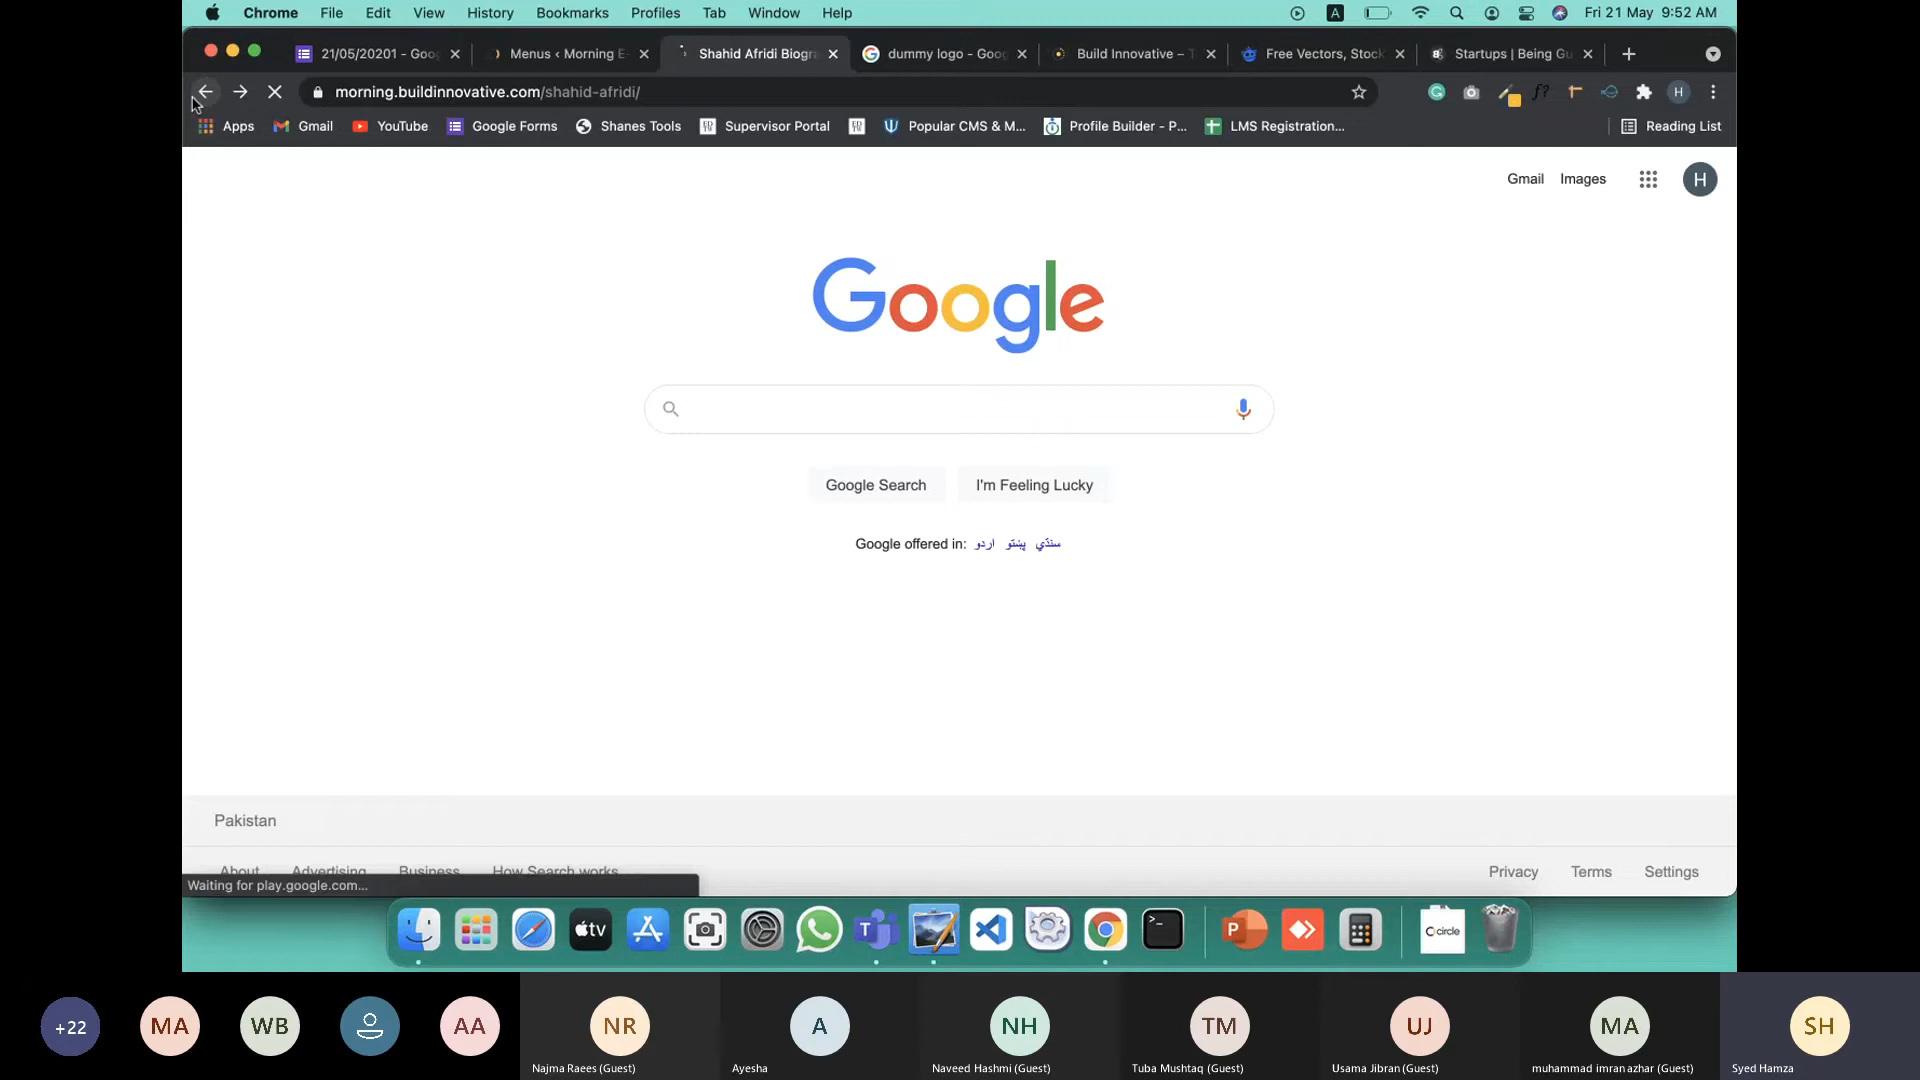 Chrome File Edit View History Bookmarks Profiles Tab Window Help A Fri 21 May 9:52 AM
21/05/20201 - Goo Menus ‹ Morning E Shahid Afridi Biogra dummy logo - Goog Build Innovative – T Free Vectors, Stock Startups | Being Gu
morning.buildinnovative.com/shahid-afridi/ f? H
Apps Gmail YouTube Google Forms Shanes Tools Supervisor Portal Popular CMS & M... Profile Builder - P... LMS Registration... Reading List
Gmail Images H
Google
Google Search I'm Feeling Lucky
Google offered in: اردو پښتو سنڌي
Pakistan
About Advertising Business How Search works Privacy Terms Settings
Waiting for play.google.com...
tv T P circle
+22 MA WB AA NR A NH TM UJ MA SH
Najma Raees (Guest) Ayesha Naveed Hashmi (Guest) Tuba Mushtaq (Guest) Usama Jibran (Guest) muhammad imran azhar (Guest) Syed Hamza